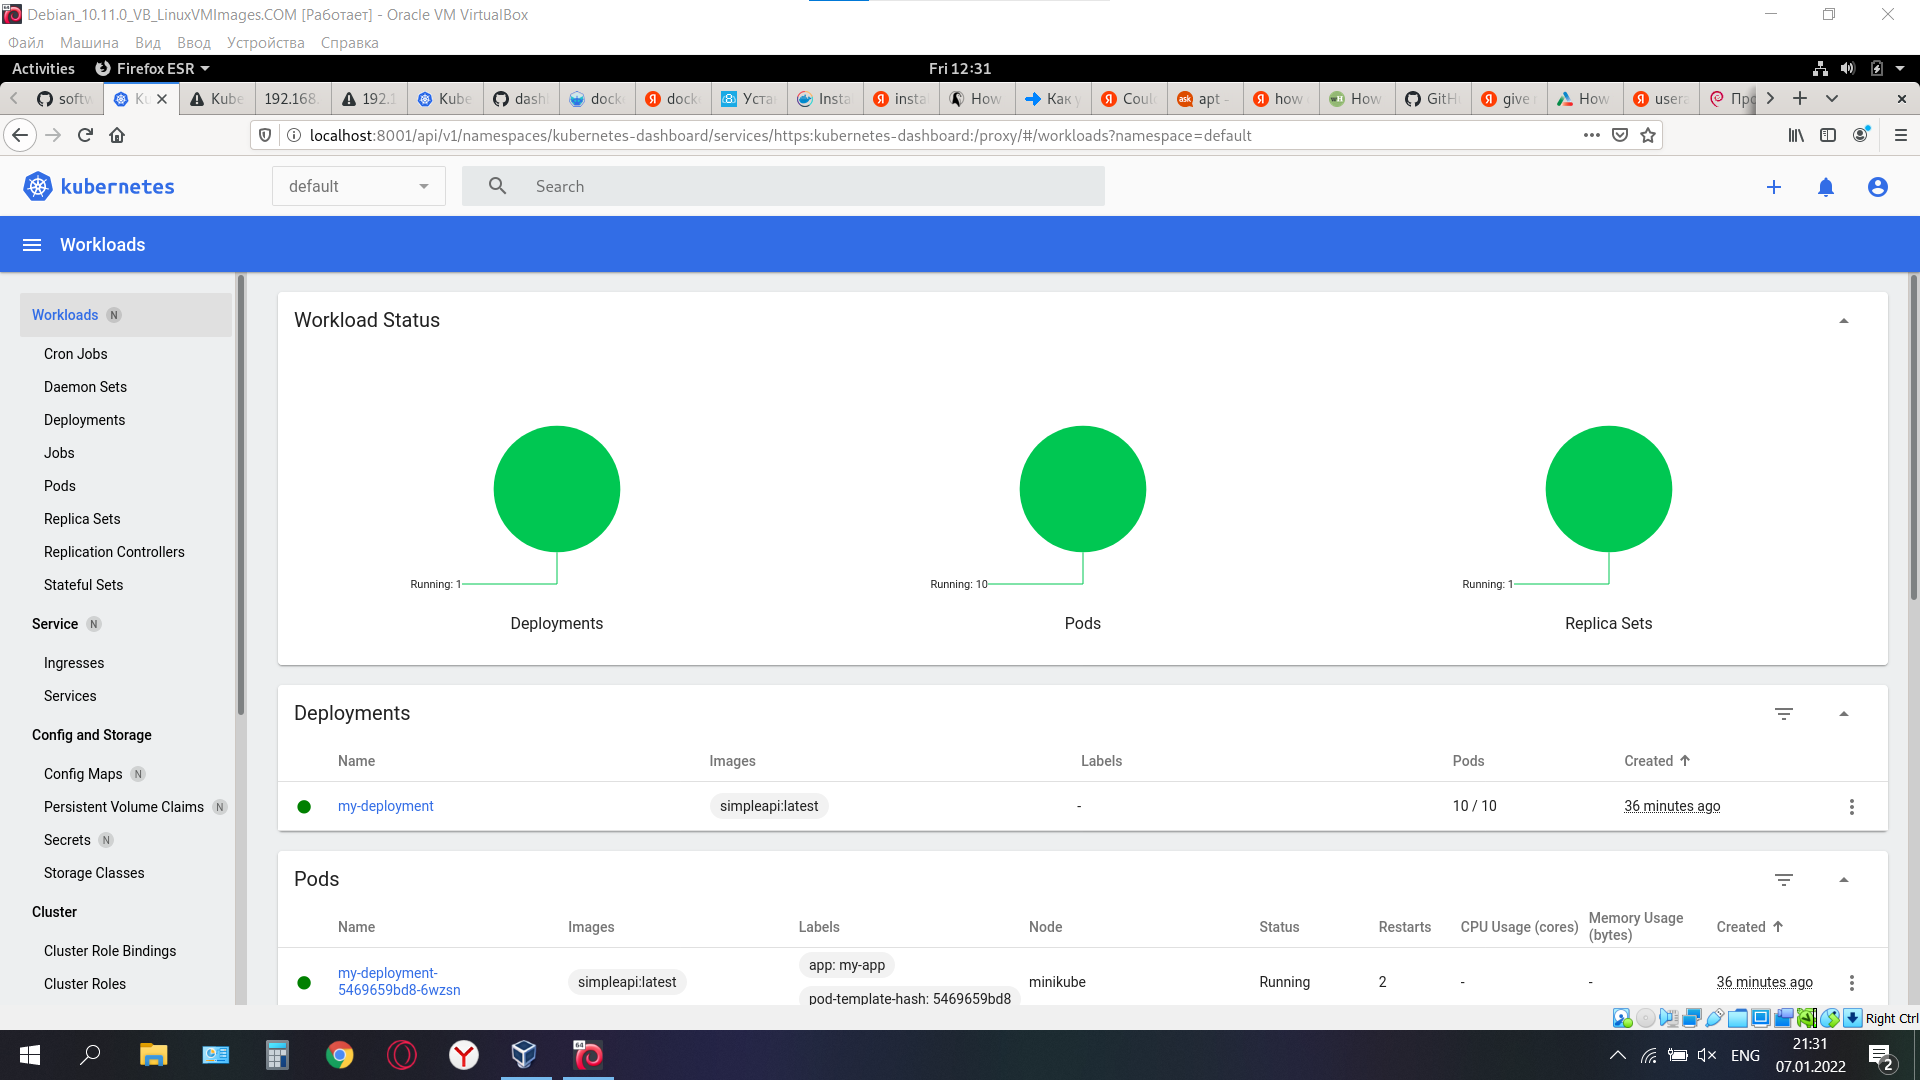 Debian_10.11.0_VB_LinuxVMImages.COM [Работает] - Oracle VM VirtualBox
Файл Машина Вид Ввод Устройства Справка
Activities Firefox ESR Fri 12:31
softw Ku Kube 192.168. 192.1 Kube dash dock dock Уста Insta insta How Как у Coul apt - how How GitH give How usera Про
localhost:8001/api/v1/namespaces/kubernetes-dashboard/services/https:kubernetes-dashboard:/proxy/#/workloads?namespace=default
kubernetes default Search
Workloads
Workloads N
Cron Jobs
Daemon Sets
Deployments
Jobs
Pods
Replica Sets
Replication Controllers
Stateful Sets
Service N
Ingresses
Services
Config and Storage
Config Maps N
Persistent Volume Claims N
Secrets N
Storage Classes
Cluster
Cluster Role Bindings
Cluster Roles
Workload Status
Running: 1 Running: 10 Running: 1
Deployments Pods Replica Sets
Deployments
Name Images Labels Pods Created
my-deployment simpleapi:latest - 10 / 10 36 minutes ago
Pods
Name Images Labels Node Status Restarts CPU Usage (cores) Memory Usage (bytes) Created
my-deployment-5469659bd8-6wzsn simpleapi:latest app: my-app minikube Running 2 - - 36 minutes ago
pod-template-hash: 5469659bd8
Right Ctrl
ENG 21:31
07.01.2022 2